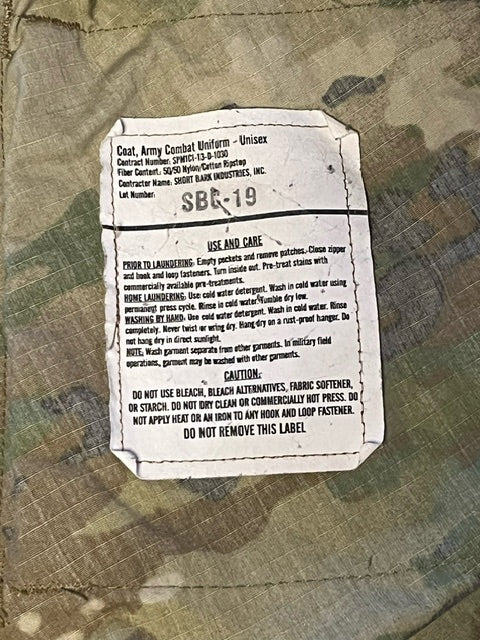 Coat, Army Combat Uniform - Unisex
Contract Number: SPM1C1-13-D-1030
Fiber Content: 50/50 Nylon/Cotton Ripstop
Contractor Name: SHORT BARK INDUSTRIES, INC.
Lot Number:
SBE-19
USE AND CARE
PRIOR TO LAUNDERING: Empty pockets and remove patches. Close zipper
and hook and loop fasteners. Turn inside out. Pre-treat stains with
commercially available pre-treatments.
HOME LAUNDERING: Use cold water detergent. Wash in cold water using
permanent press cycle. Rinse in cold water. Tumble dry low.
WASHING BY HAND: Use cold water detergent. Wash in cold water. Rinse
completely. Never twist or wring dry. Hang dry on a rust-proof hanger. Do
not hang dry in direct sunlight.
NOTE: Wash garment separate from other garments. In military field
operations, garment may be washed with other garments.
CAUTION:
DO NOT USE BLEACH, BLEACH ALTERNATIVES, FABRIC SOFTENER,
OR STARCH. DO NOT DRY CLEAN OR COMMERCIALLY HOT PRESS. DO
NOT APPLY HEAT OR AN IRON TO ANY HOOK AND LOOP FASTENER.
DO NOT REMOVE THIS LABEL